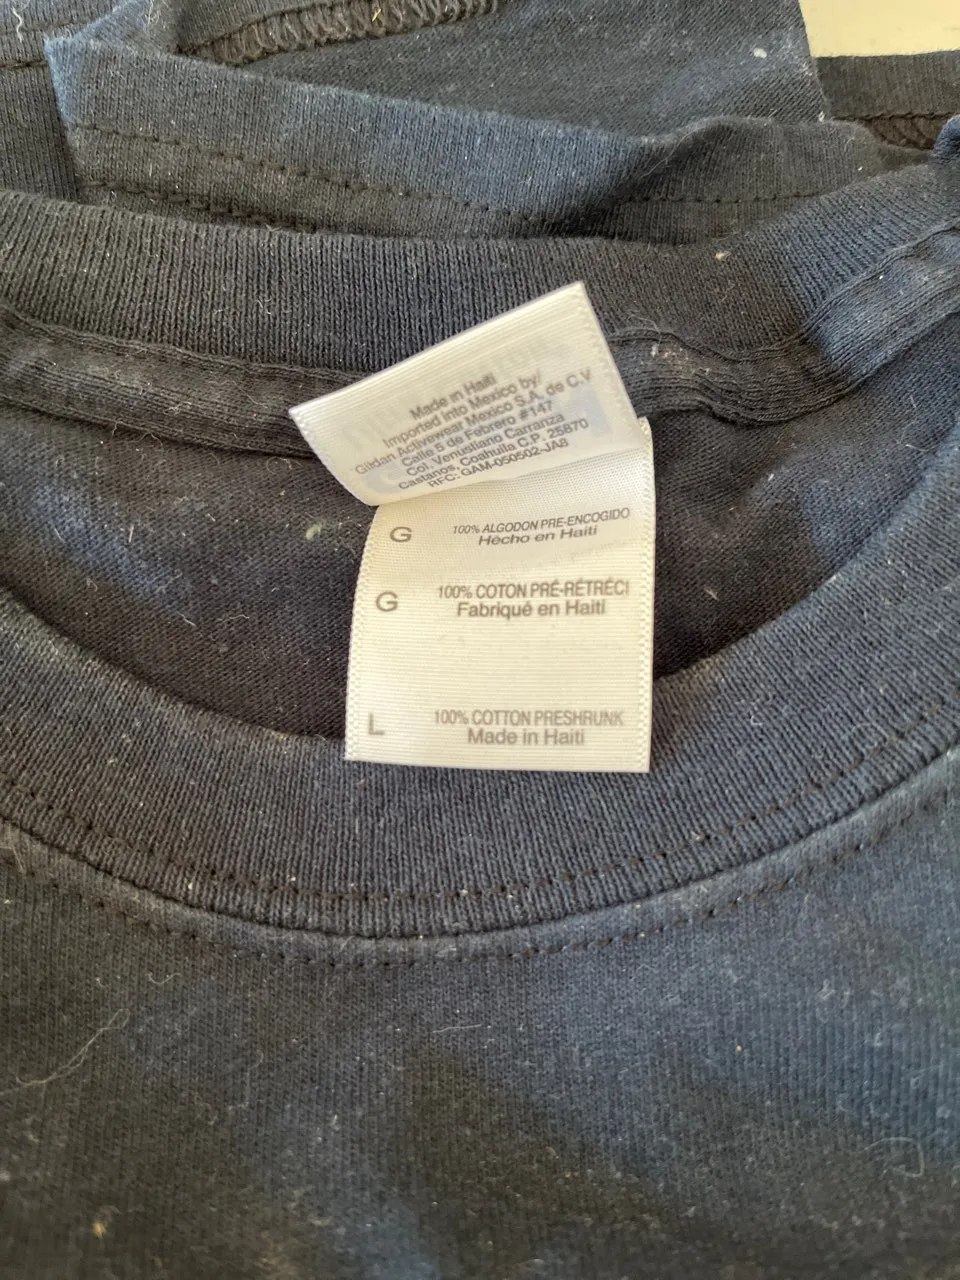 Made in Haiti
Imported into Mexico by/
Gildan Activewear Mexico S.A. de C.V
Calle 5 de Febrero #147
Col. Venustiano Carranza
Castanos, Coahuila C.P. 25870
RFC: GAM-050502-JA8
G 100% ALGODON PRE-ENCOGIDO
Hecho en Haití
G 100% COTON PRÉ-RÉTRÉCI
Fabriqué en Haiti
L 100% COTTON PRESHRUNK
Made in Haiti